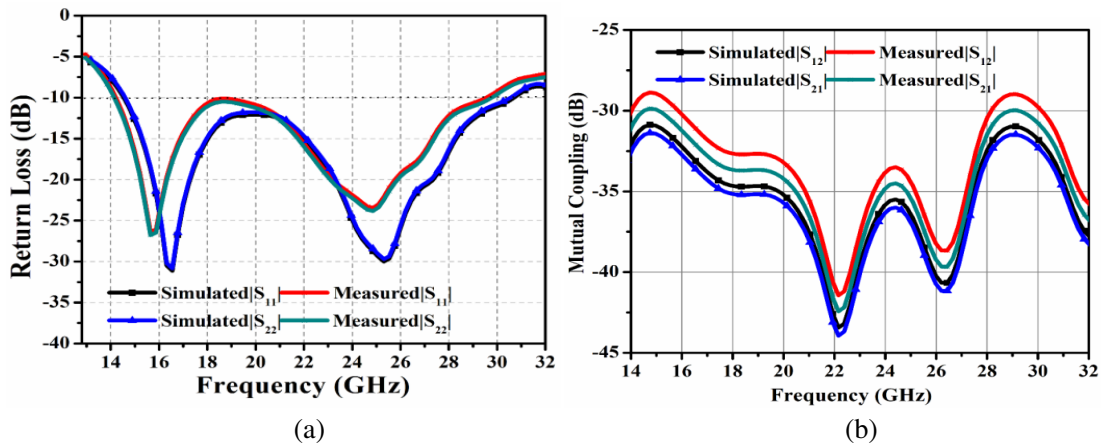 0
-5
-10
-15
-20
-25
-30
-35
-40
Return Loss (dB)
Simulated|S11| Measured|S11|
Simulated|S22| Measured|S22|
14 16 18 20 22 24 26 28 30 32
Frequency (GHz)
(a)
-25
-30
-35
-40
-45
Mutual Coupling (dB)
Simulated|S12| Measured|S12|
Simulated|S21| Measured|S21|
14 16 18 20 22 24 26 28 30 32
Frequency (GHz)
(b)